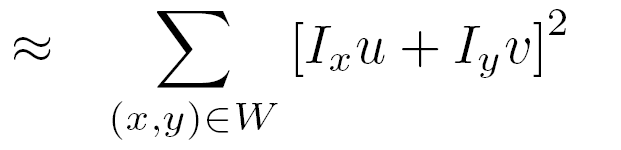 ≈ ∑ [I_x u + I_y v]^2
(x,y)∈W